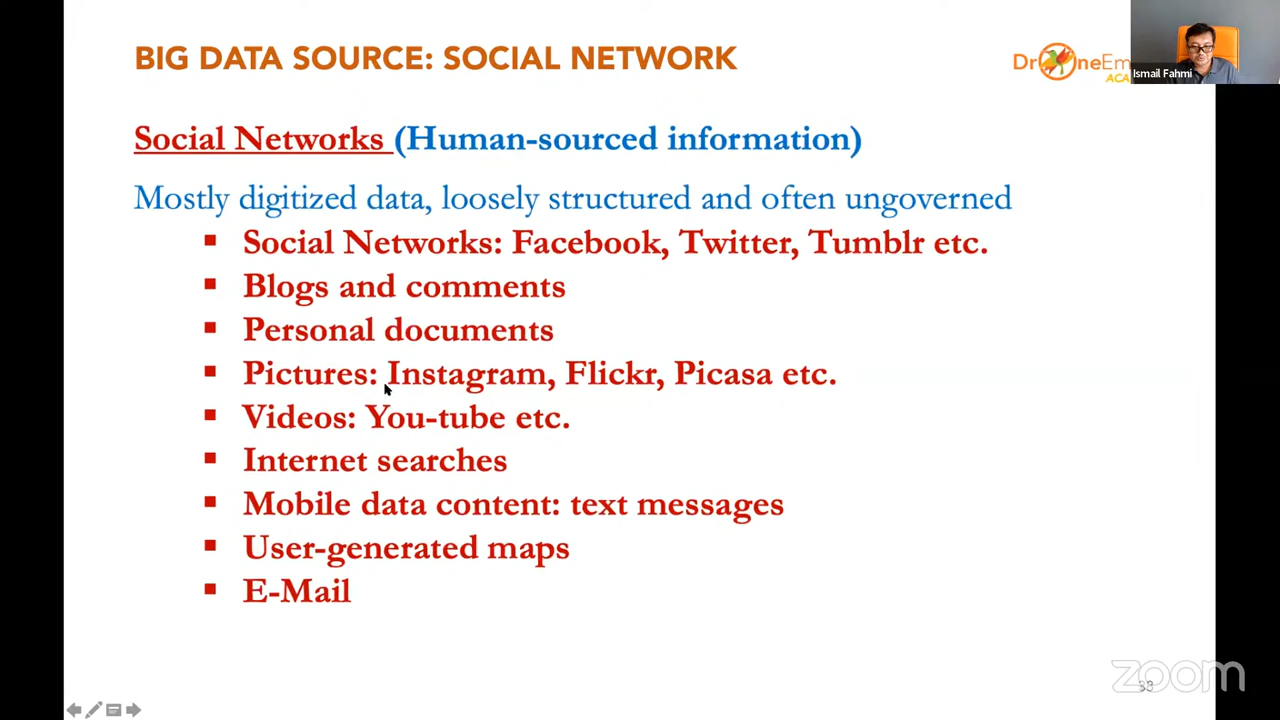 BIG DATA SOURCE: SOCIAL NETWORK
Ismail Fahmi
Social Networks (Human-sourced information)
Mostly digitized data, loosely structured and often ungoverned
▪ Social Networks: Facebook, Twitter, Tumblr etc.
▪ Blogs and comments
▪ Personal documents
▪ Pictures: Instagram, Flickr, Picasa etc.
▪ Videos: You-tube etc.
▪ Internet searches
▪ Mobile data content: text messages
▪ User-generated maps
▪ E-Mail
zoom